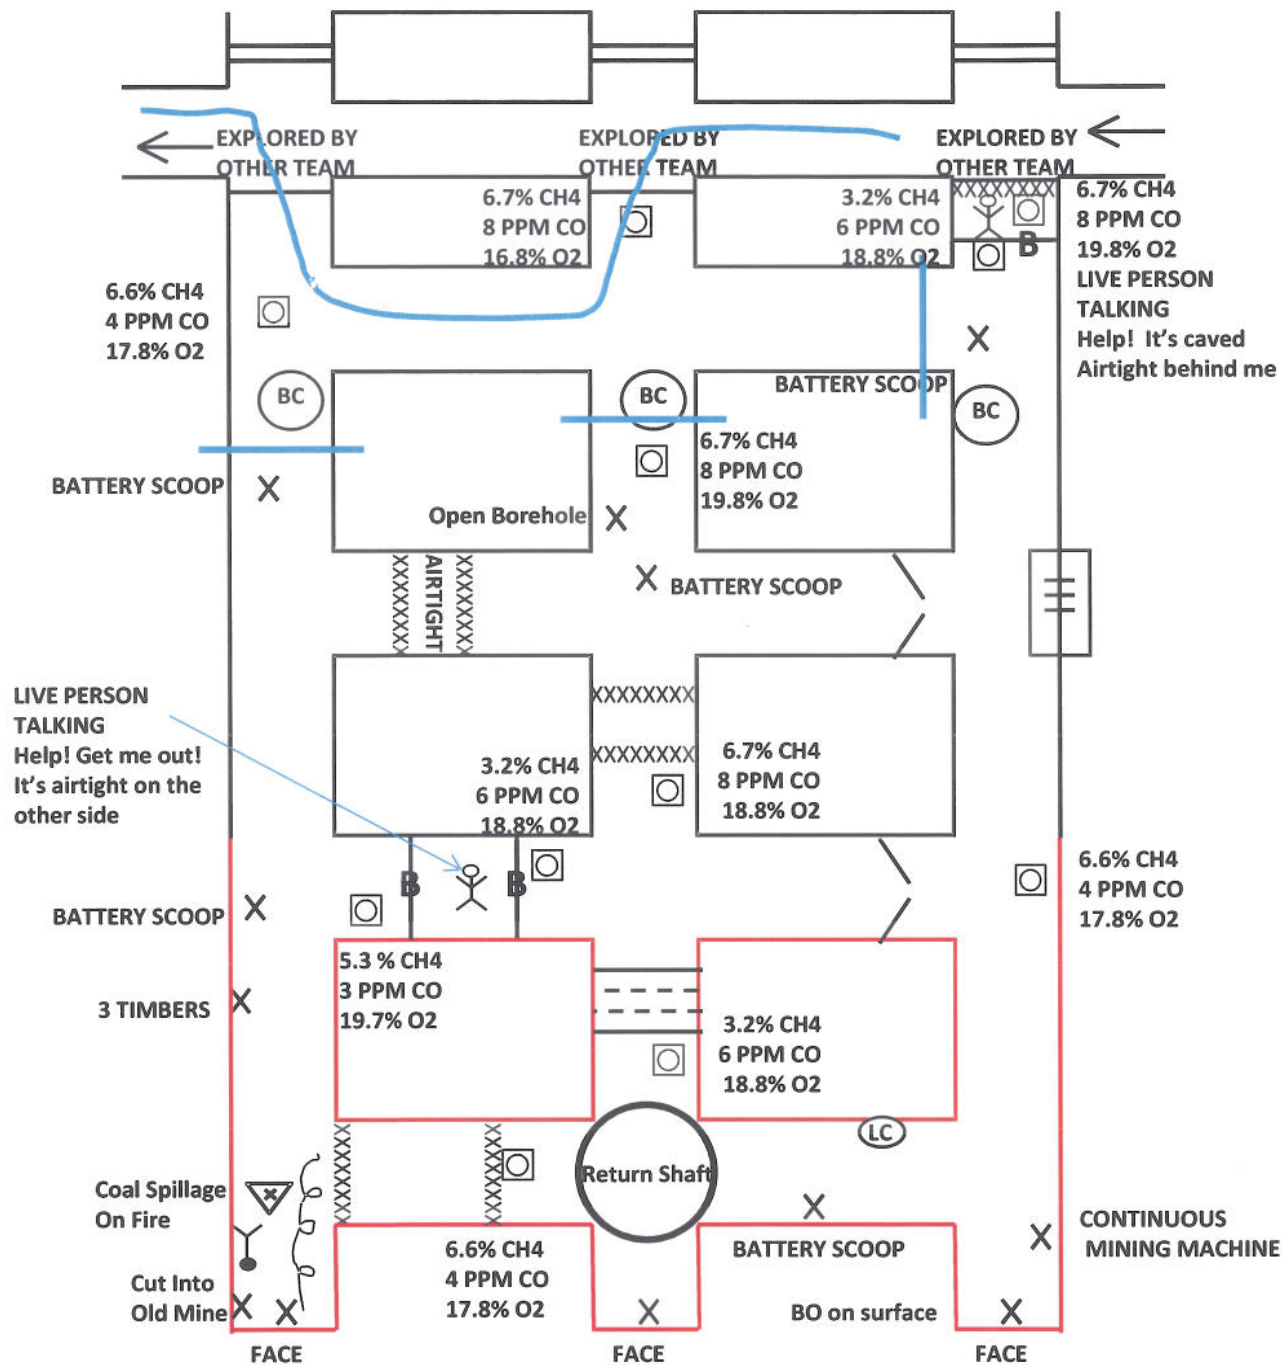 EXPLORED BY
OTHER TEAM
EXPLORED BY
OTHER TEAM
EXPLORED BY
OTHER TEAM
6.7% CH4
8 PPM CO
16.8% O2
3.2% CH4
6 PPM CO
18.8% O2
B
6.7% CH4
8 PPM CO
19.8% O2
LIVE PERSON
TALKING
Help! It's caved
Airtight behind me
6.6% CH4
4 PPM CO
17.8% O2
BC
BC
BATTERY SCOOP
BC
6.7% CH4
8 PPM CO
19.8% O2
BATTERY SCOOP
X
Open Borehole
X
X
X BATTERY SCOOP
AIRTIGHT
XXXXXXXX
XXXXXXXX
LIVE PERSON
TALKING
Help! Get me out!
It's airtight on the
other side
3.2% CH4
6 PPM CO
18.8% O2
6.7% CH4
8 PPM CO
18.8% O2
B
B
6.6% CH4
4 PPM CO
17.8% O2
BATTERY SCOOP
X
3 TIMBERS
X
5.3 % CH4
3 PPM CO
19.7% O2
3.2% CH4
6 PPM CO
18.8% O2
LC
Return Shaft
Coal Spillage
On Fire
X
BATTERY SCOOP
X
CONTINUOUS
MINING MACHINE
6.6% CH4
4 PPM CO
17.8% O2
Cut Into
Old Mine
X
X
X
BO on surface
X
FACE
FACE
FACE